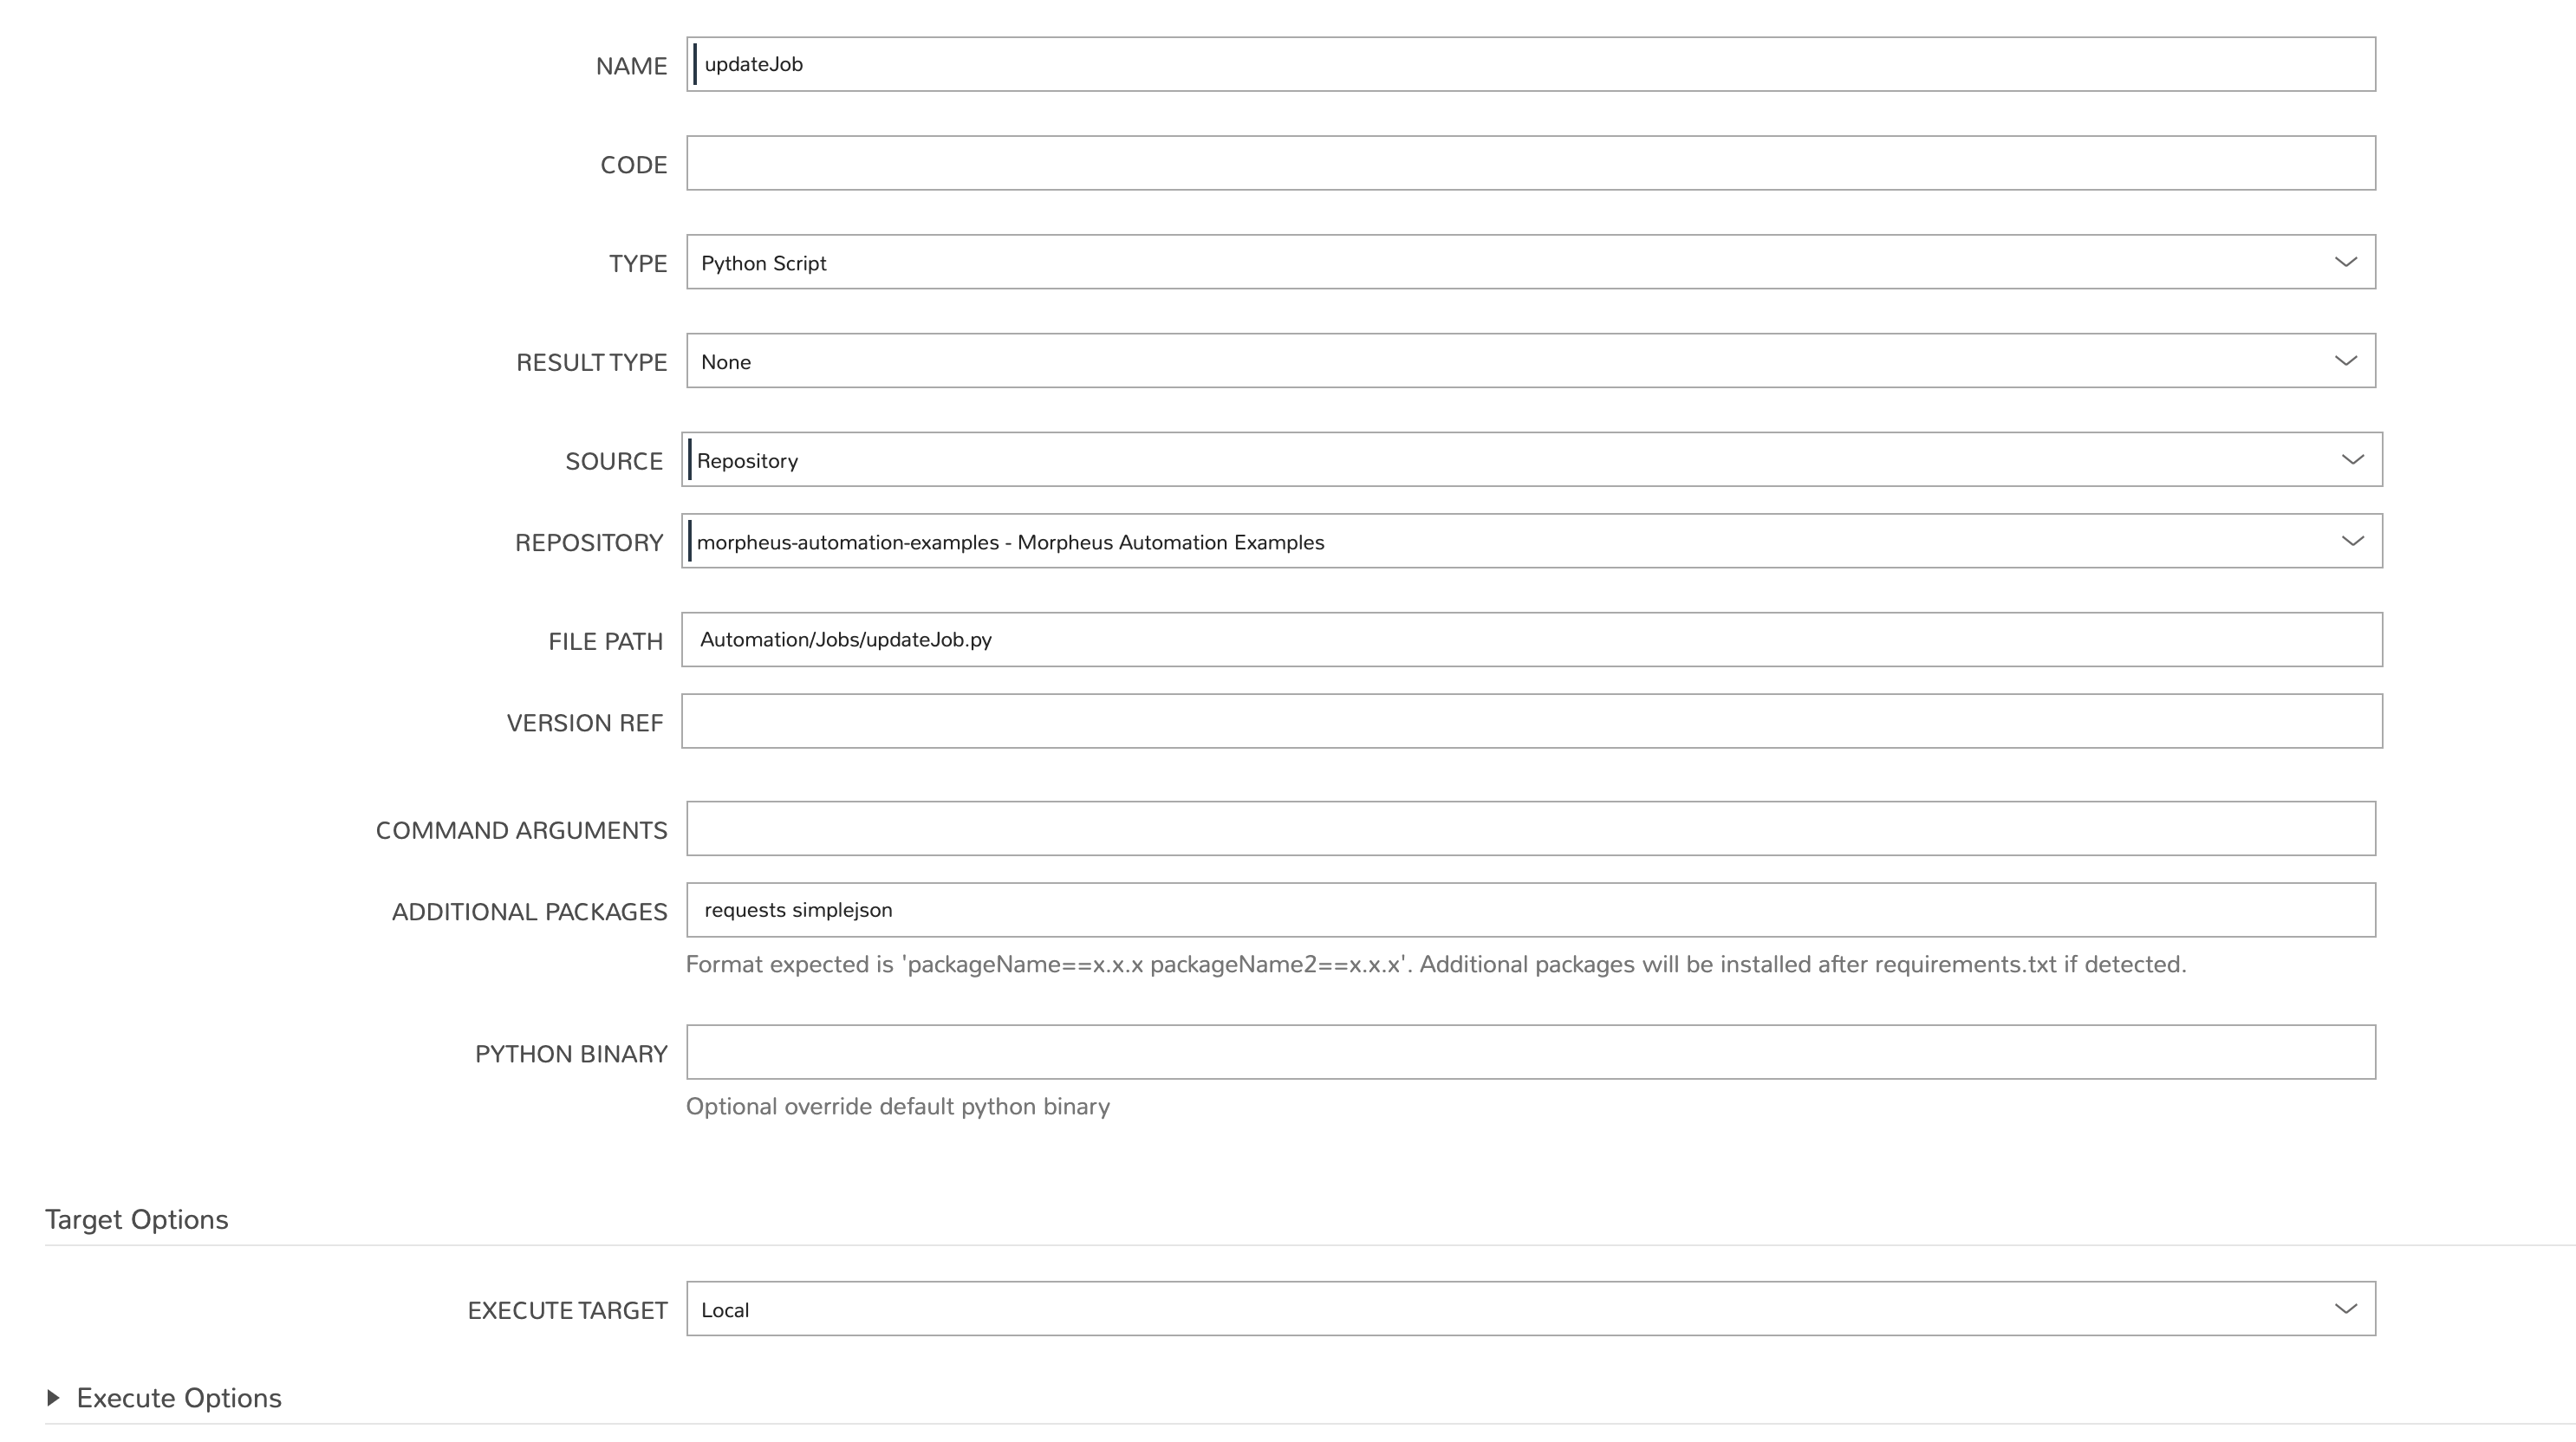 NAME updateJob
CODE
TYPE Python Script
RESULT TYPE None
SOURCE Repository
REPOSITORY morpheus-automation-examples - Morpheus Automation Examples
FILE PATH Automation/Jobs/updateJob.py
VERSION REF
COMMAND ARGUMENTS
ADDITIONAL PACKAGES requests simplejson
Format expected is 'packageName==x.x.x packageName2==x.x.x'. Additional packages will be installed after requirements.txt if detected.
PYTHON BINARY
Optional override default python binary
Target Options
EXECUTE TARGET Local
Execute Options